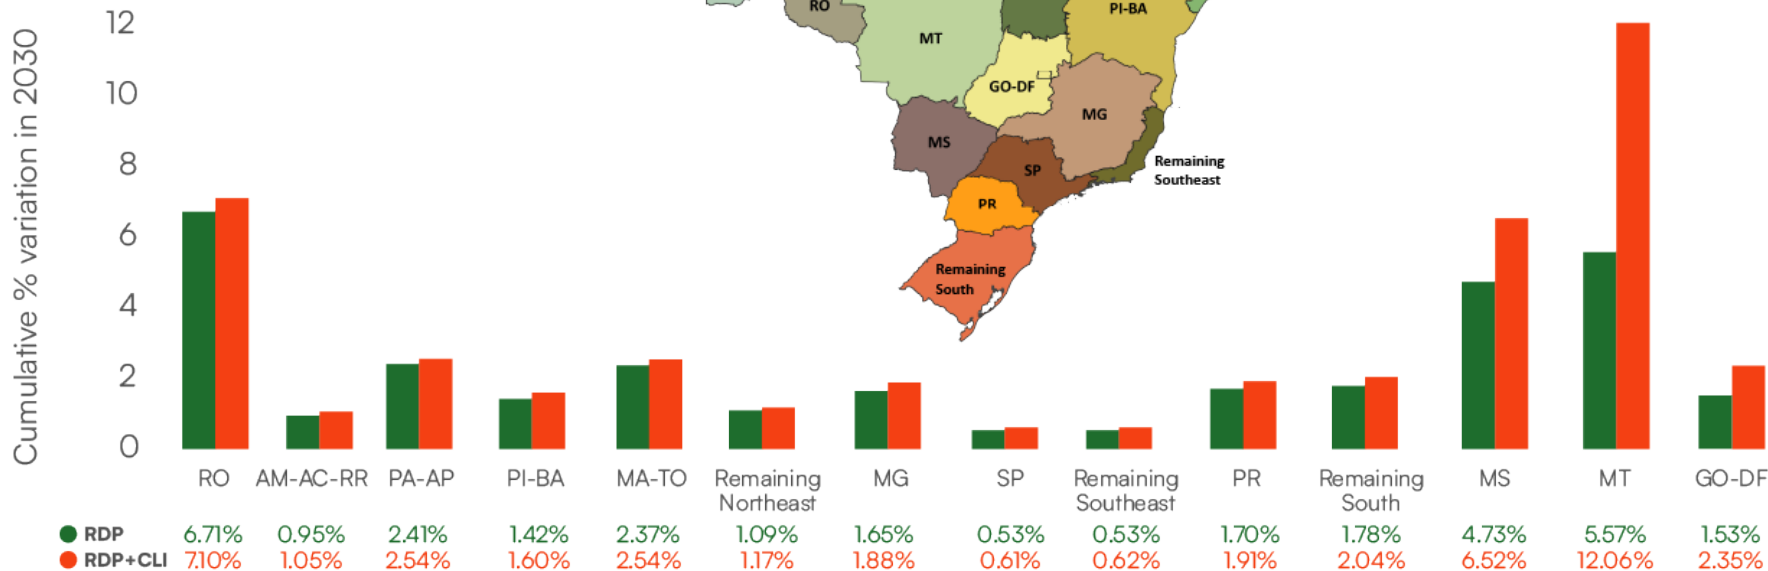 Cumulative % variation in 2030
12
10
8
6
4
2
0
RO
PI-BA
MT
GO-DF
MG
MS
SP
Remaining
Southeast
PR
Remaining
South
RO AM-AC-RR PA-AP PI-BA MA-TO Remaining Northeast MG SP Remaining Southeast PR Remaining South MS MT GO-DF
RDP 6.71% 0.95% 2.41% 1.42% 2.37% 1.09% 1.65% 0.53% 0.53% 1.70% 1.78% 4.73% 5.57% 1.53%
RDP+CLI 7.10% 1.05% 2.54% 1.60% 2.54% 1.17% 1.88% 0.61% 0.62% 1.91% 2.04% 6.52% 12.06% 2.35%